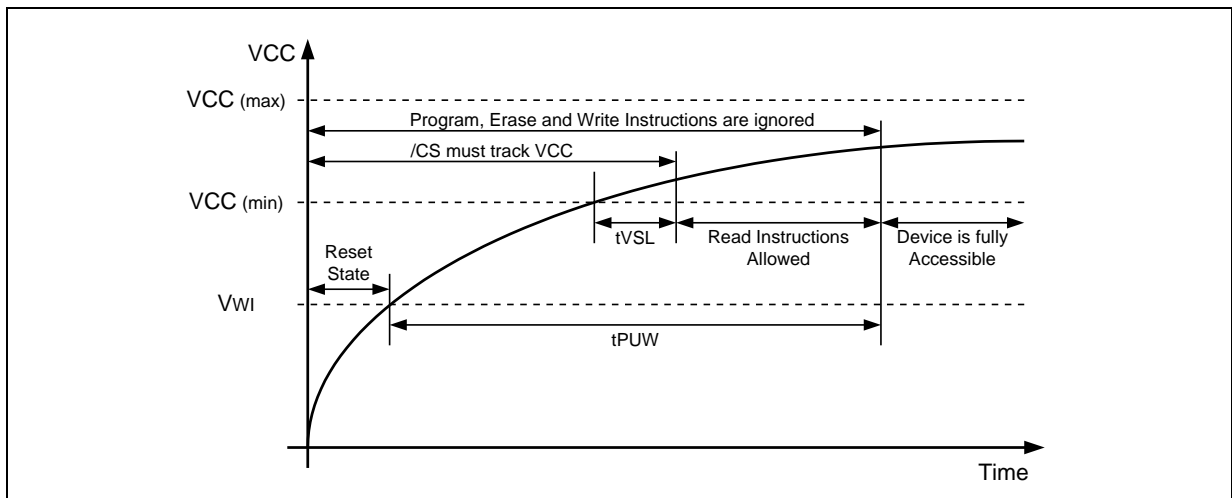 VCC
VCC (max)
Program, Erase and Write Instructions are ignored
/CS must track VCC
VCC (min)
tVSL
Read Instructions
Allowed
Device is fully
Accessible
Reset
State
VWI
tPUW
Time